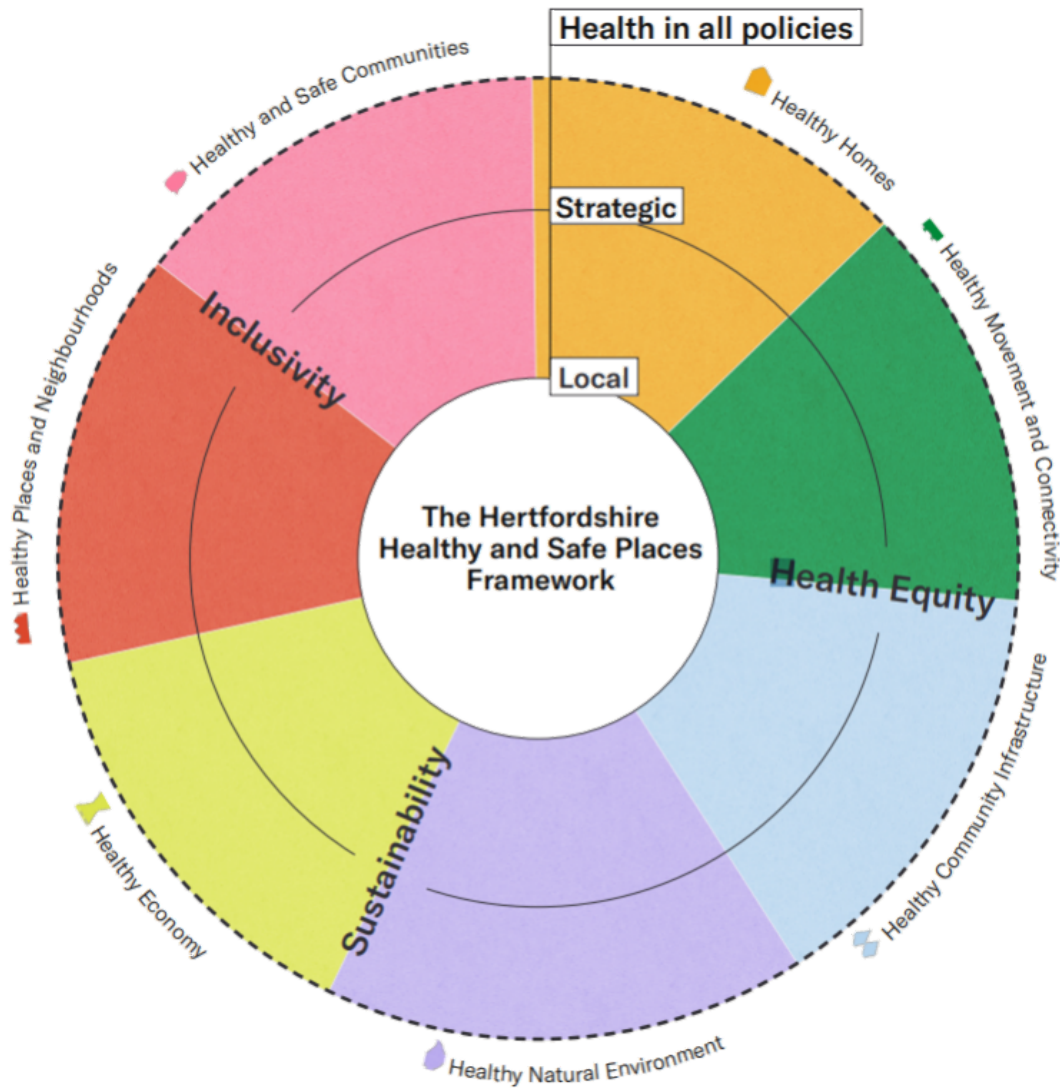 Health in all policies
Healthy and Safe Communities
Healthy Homes
Strategic
Healthy Movement and Connectivity
Healthy Places and Neighbourhoods
Inclusivity
Local
The Hertfordshire
Healthy and Safe Places
Framework
Health Equity
Sustainability
Healthy Community Infrastructure
Healthy Economy
Healthy Natural Environment